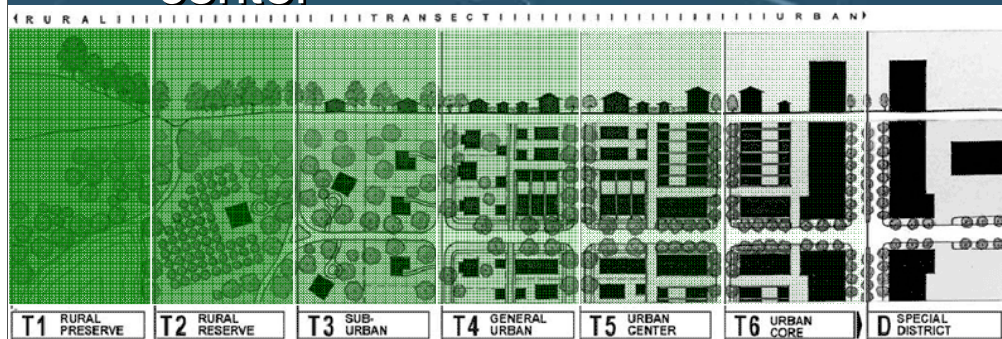 center
RURAL TRANSECT URBAN
T1 RURAL PRESERVE
T2 RURAL RESERVE
T3 SUB-URBAN
T4 GENERAL URBAN
T5 URBAN CENTER
T6 URBAN CORE
D SPECIAL DISTRICT